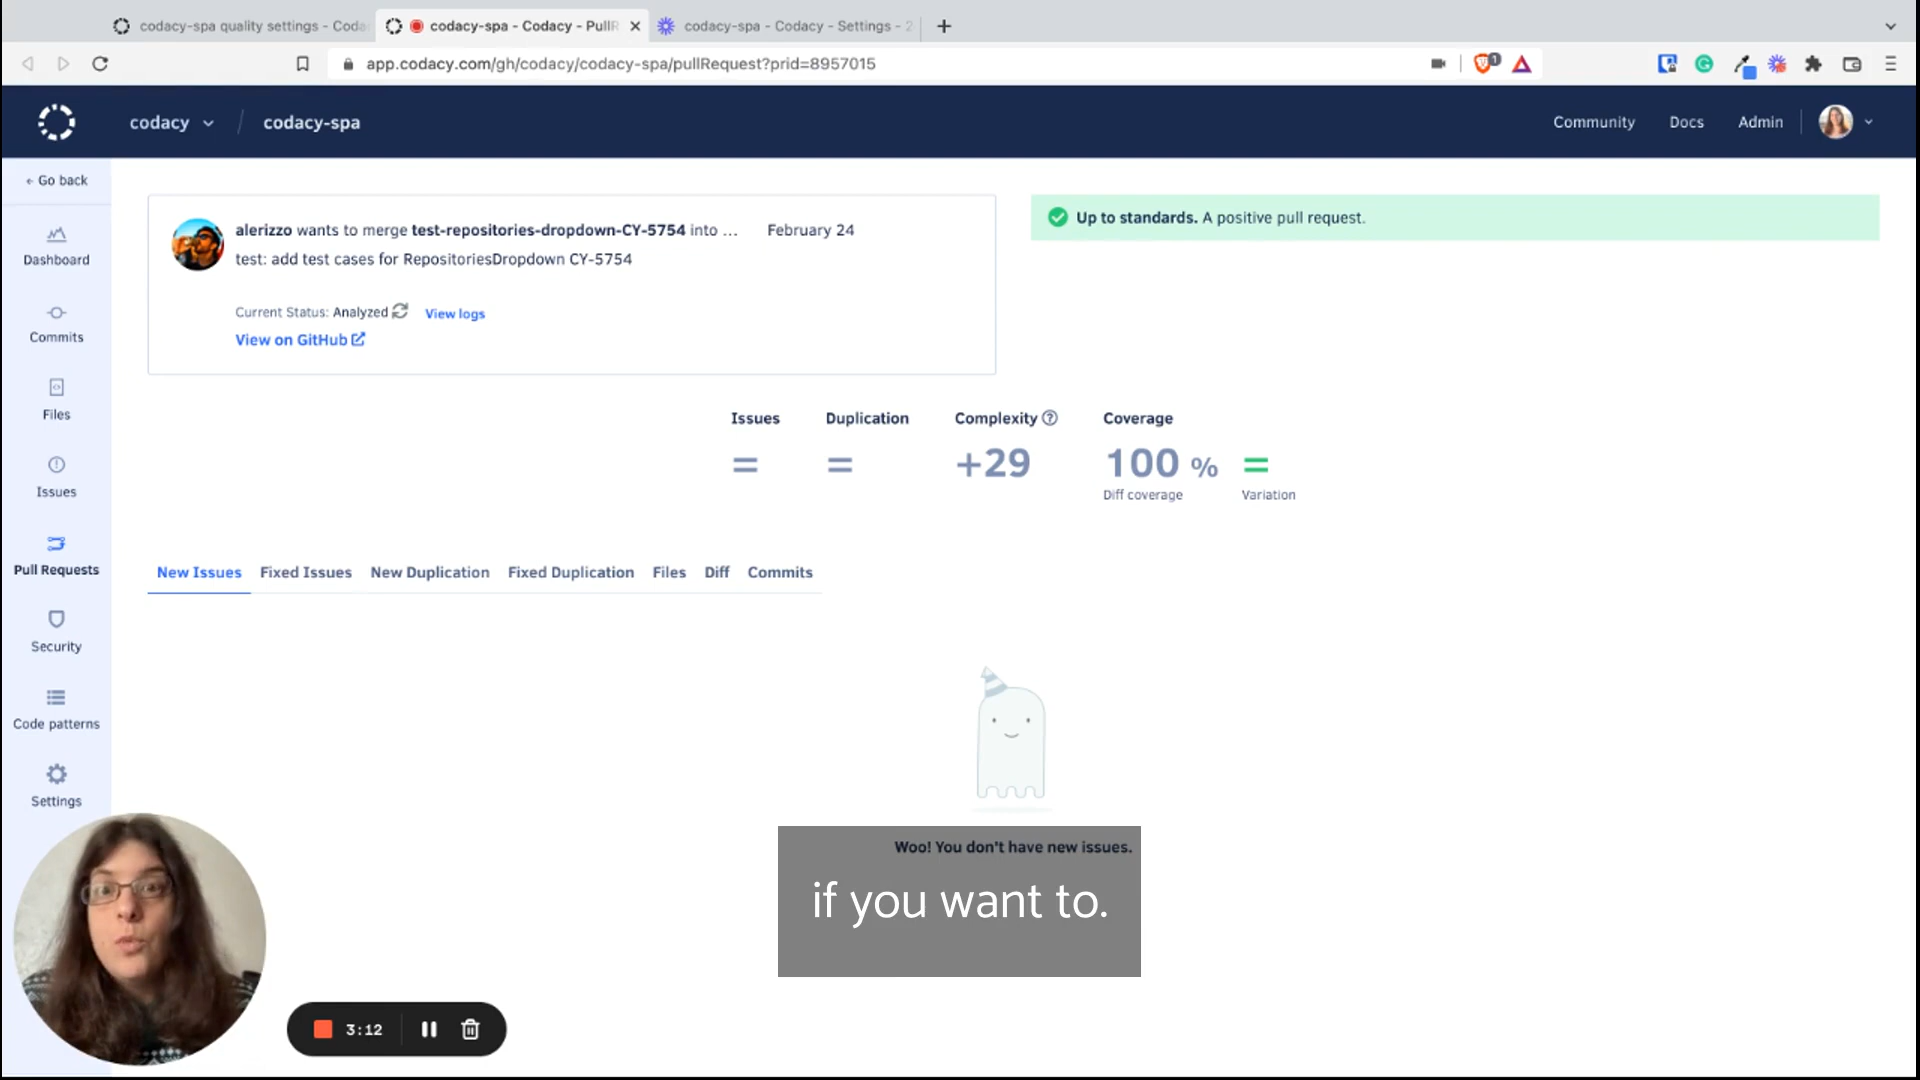 codacy-spa quality settings - Coda
codacy-spa - Codacy - PullR
codacy-spa - Codacy - Settings - 2
app.codacy.com/gh/codacy/codacy-spa/pullRequest?prid=8957015
1
codacy / codacy-spa
Community
Docs
Admin
Go back
Dashboard
Commits
Files
Issues
Pull Requests
Security
Code patterns
Settings
alerizzo wants to merge test-repositories-dropdown-CY-5754 into ... February 24
test: add test cases for RepositoriesDropdown CY-5754
Current Status: Analyzed View logs
View on GitHub
Up to standards. A positive pull request.
Issues Duplication Complexity ? Coverage
= = +29 100 % =
Diff coverage Variation
New Issues Fixed Issues New Duplication Fixed Duplication Files Diff Commits
Woo! You don't have new issues.
if you want to.
3:12